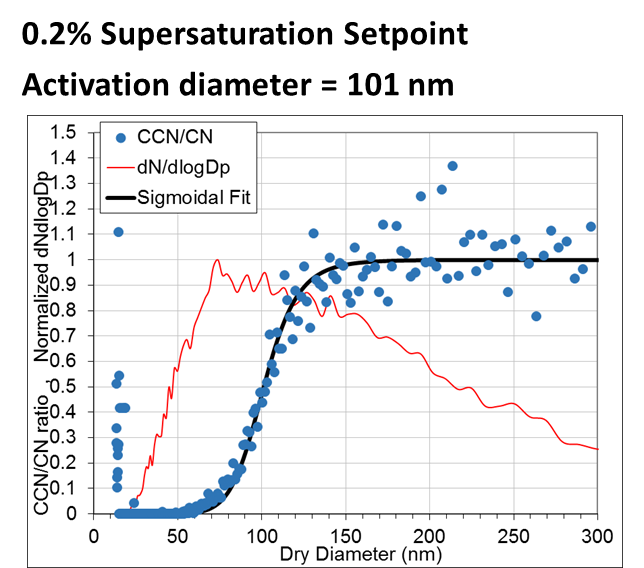 0.2% Supersaturation Setpoint
Activation diameter = 101 nm
CCN/CN
dN/dlogDp
Sigmoidal Fit
CCN/CN ratio - Normalized dNdlogDp
1.5
1.4
1.3
1.2
1.1
1
0.9
0.8
0.7
0.6
0.5
0.4
0.3
0.2
0.1
0
0 50 100 150 200 250 300
Dry Diameter (nm)